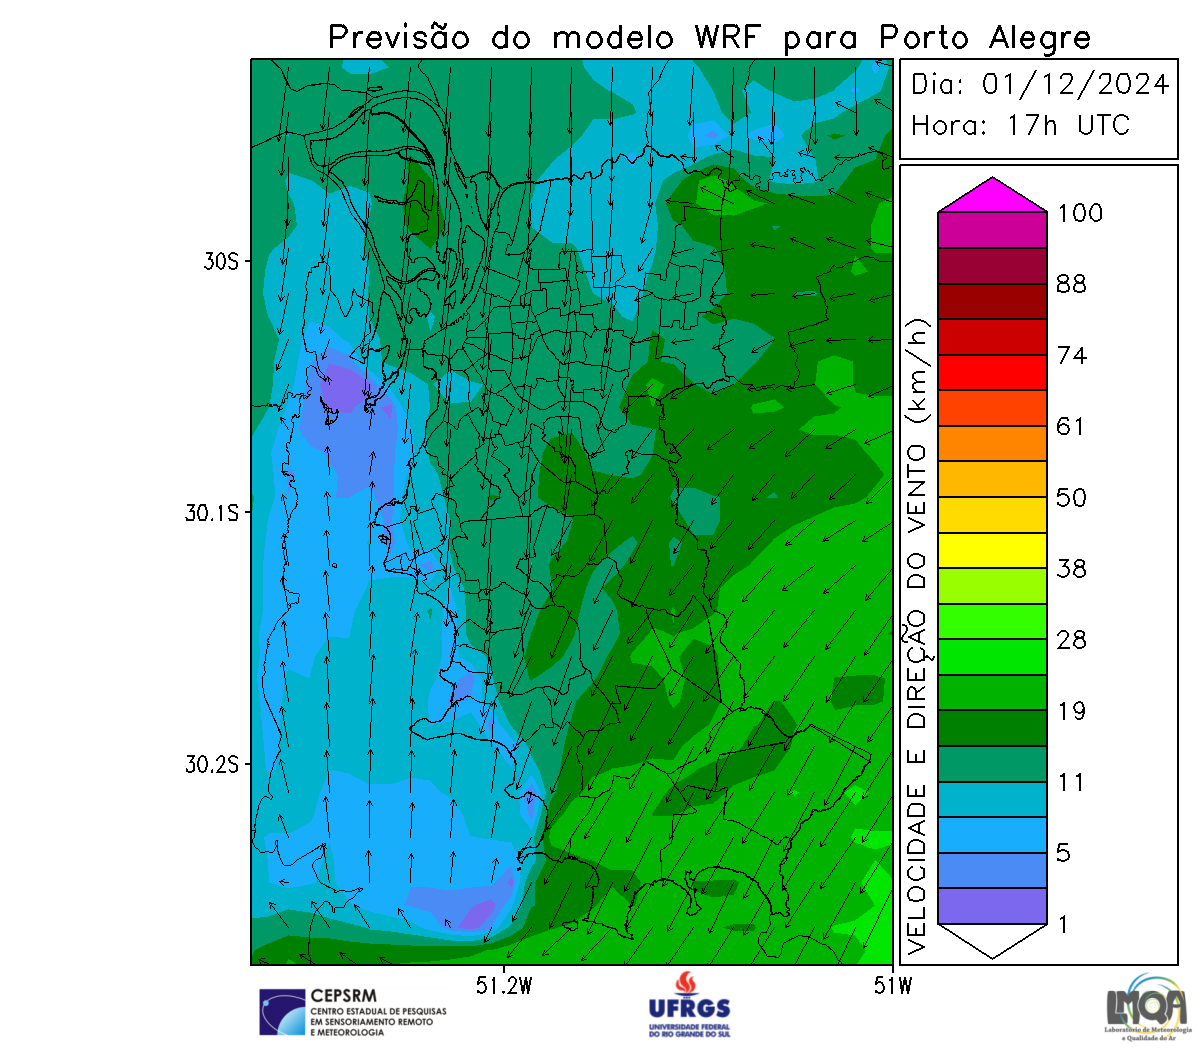 Previsão do modelo WRF para Porto Alegre
Dia: 01/12/2024
Hora: 17h UTC
VELOCIDADE E DIREÇÃO DO VENTO (km/h)
100
88
74
61
50
38
28
19
11
5
1
30S
30.1S
30.2S
51.2W
51W
CEPSRM
CENTRO ESTADUAL DE PESQUISAS
EM SENSORIAMENTO REMOTO
E METEOROLOGIA
UFRGS
UNIVERSIDADE FEDERAL
DO RIO GRANDE DO SUL
LMQA
Laboratório de Meteorologia
e Qualidade do Ar